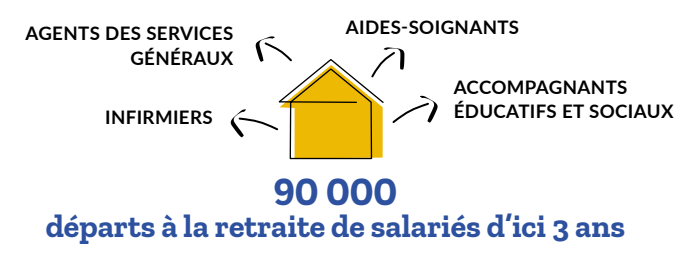 AGENTS DES SERVICES
GÉNÉRAUX
AIDES-SOIGNANTS
INFIRMIERS
ACCOMPAGNANTS
ÉDUCATIFS ET SOCIAUX
90 000
départs à la retraite de salariés d’ici 3 ans